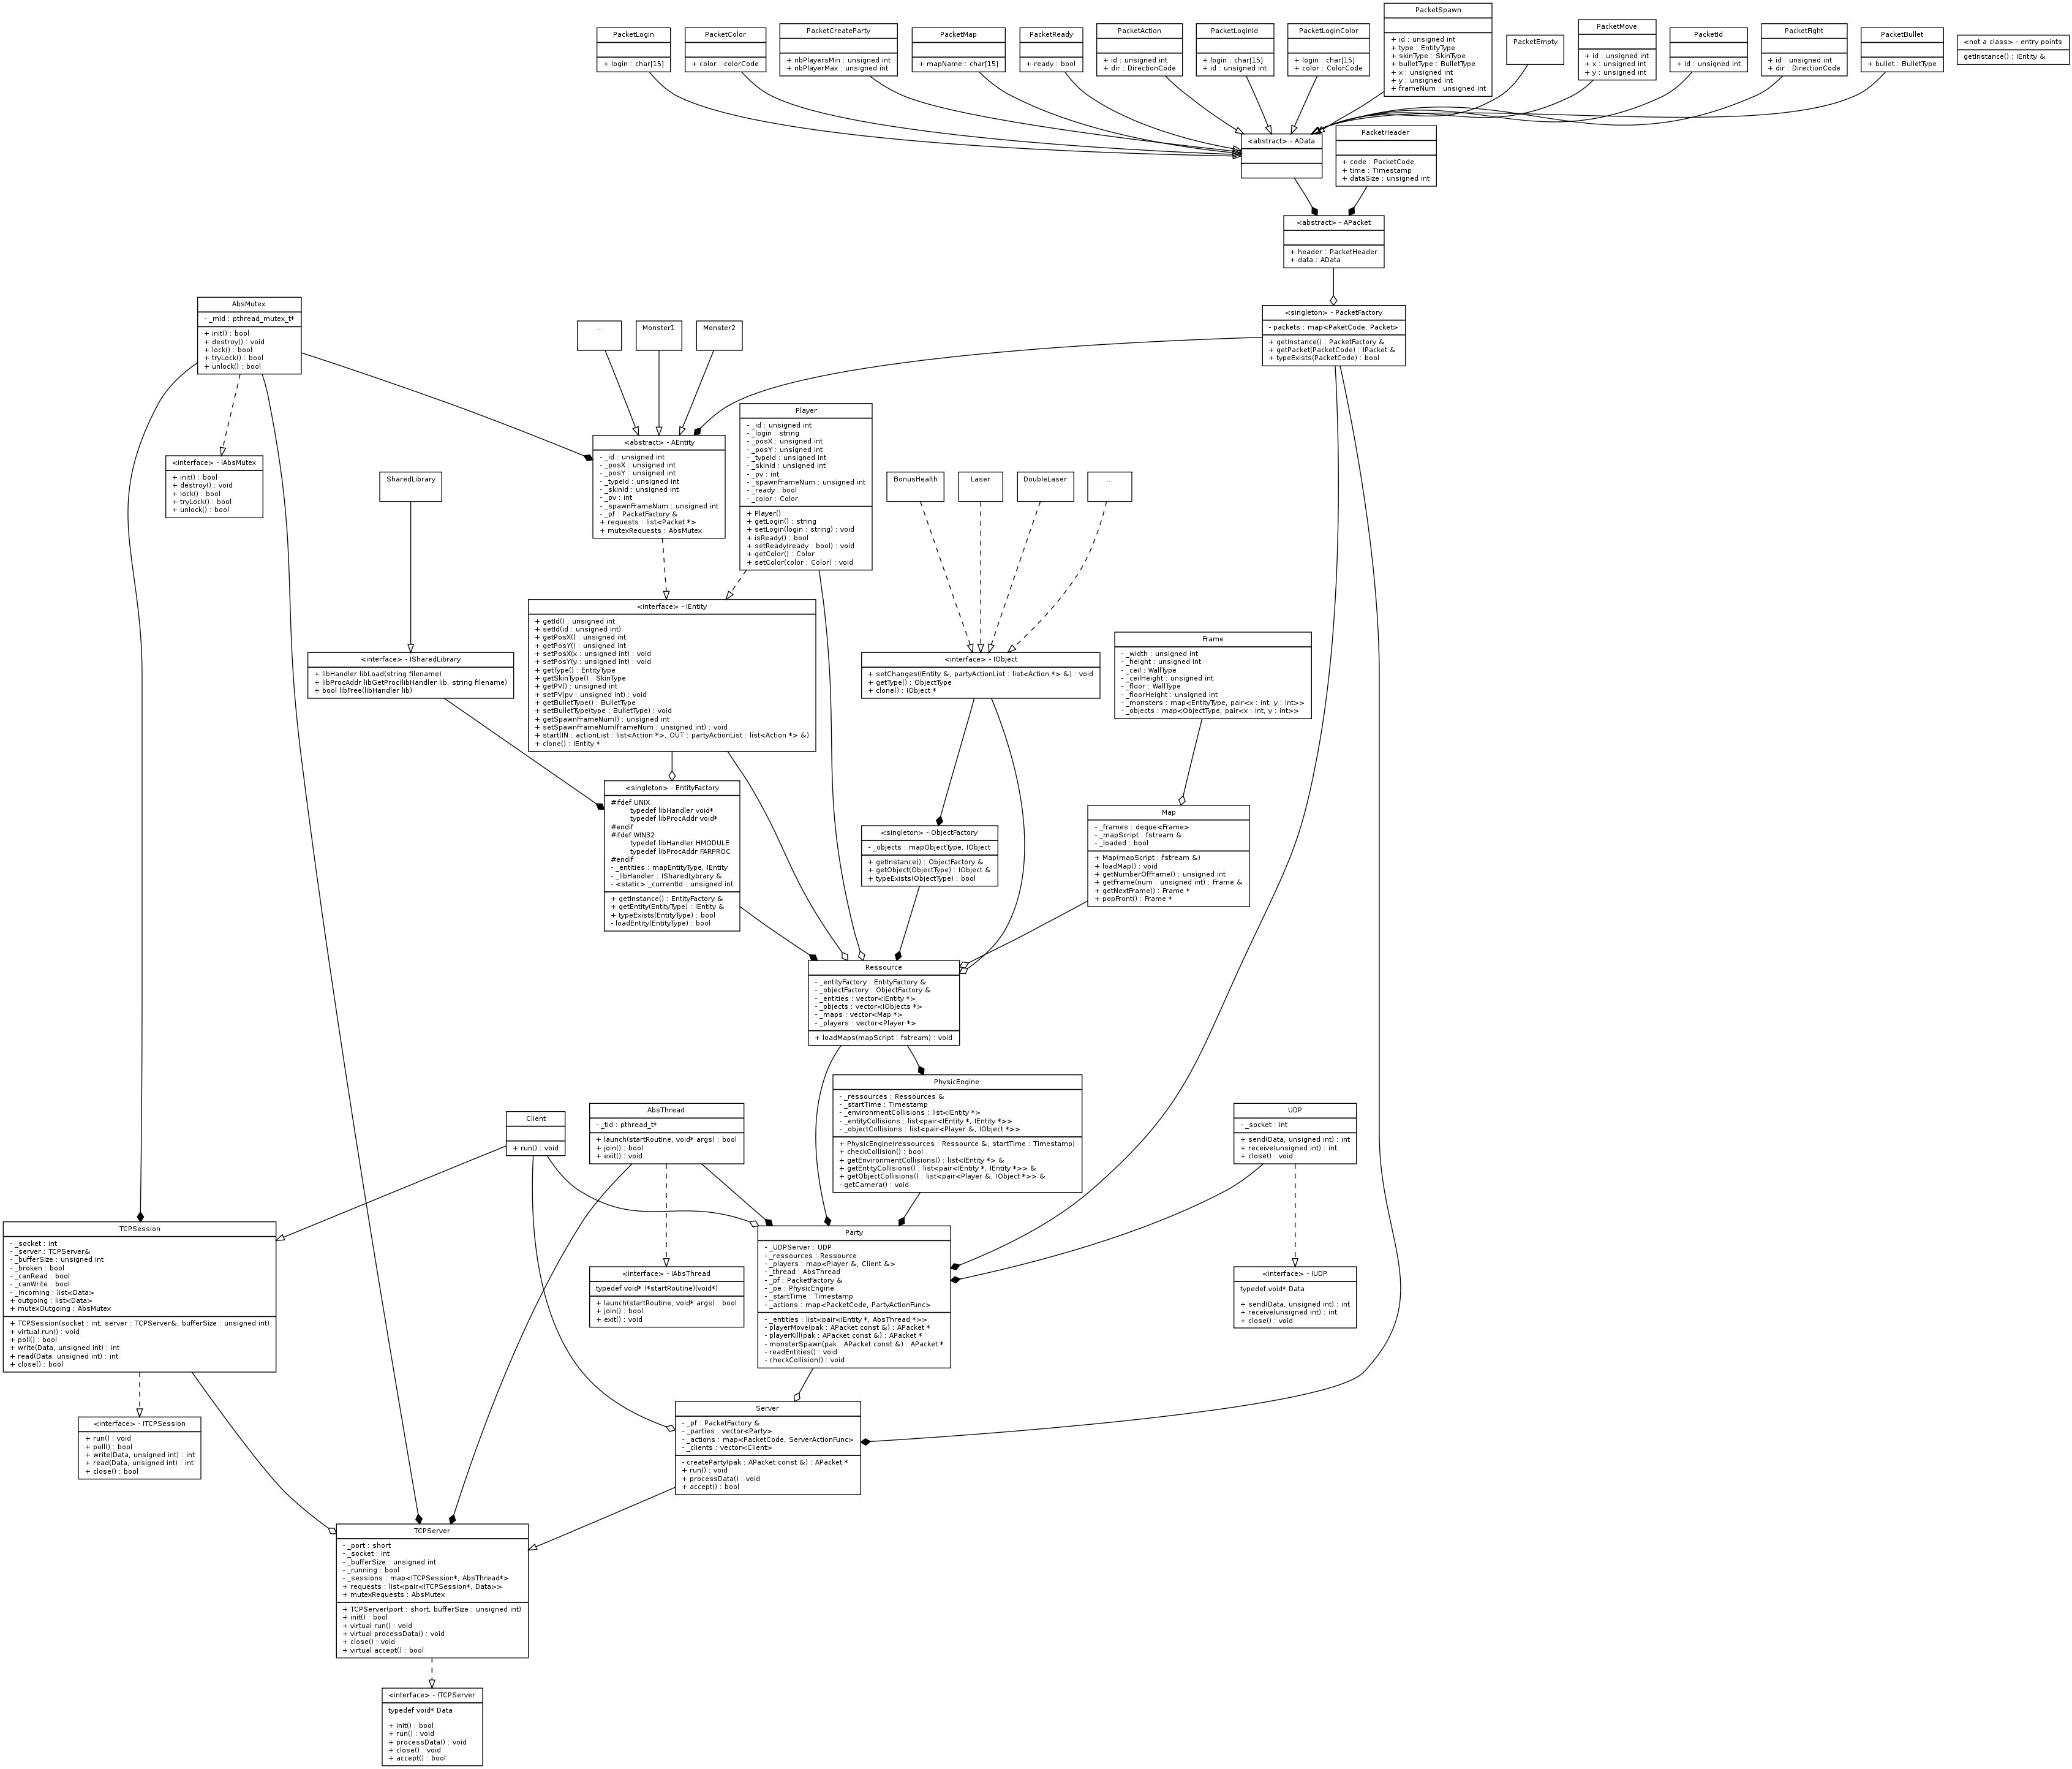 PacketLogin
+ login : char[15]
PacketColor
+ color : colorCode
PacketCreateParty
+ nbPlayersMin : unsigned int
+ nbPlayerMax : unsigned int
PacketMap
+ mapName : char[15]
PacketReady
+ ready : bool
PacketAction
+ id : unsigned int
+ dir : DirectionCode
PacketLoginId
+ login : char[15]
+ id : unsigned int
PacketLoginColor
+ login : char[15]
+ color : ColorCode
PacketSpawn
+ id : unsigned int
+ type : EntityType
+ skinType : SkinType
+ bulletType : BulletType
+ x : unsigned int
+ y : unsigned int
+ frameNum : unsigned int
PacketEmpty
PacketMove
+ id : unsigned int
+ x : unsigned int
+ y : unsigned int
PacketId
+ id : unsigned int
PacketRight
+ id : unsigned int
+ dir : DirectionCode
PacketBullet
+ bullet : BulletType
<not a class> - entry points
getInstance() ; IEntity &
<abstract> - AData
PacketHeader
+ code : PacketCode
+ time : Timestamp
+ dataSize : unsigned int
<abstract> - APacket
+ header : PacketHeader
+ data : AData
AbsMutex
- _mid : pthread_mutex_t*
+ init() : bool
+ destroy() : void
+ lock() : bool
+ tryLock() : bool
+ unlock() : bool
...
Monster1
Monster2
<singleton> - PacketFactory
- packets : map<PaketCode, Packet>
+ getInstance() : PacketFactory &
+ getPacket(PacketCode) : IPacket &
+ typeExists(PacketCode) : bool
<interface> - IAbsMutex
+ init() : bool
+ destroy() : void
+ lock() : bool
+ tryLock() : bool
+ unlock() : bool
SharedLibrary
<abstract> - AEntity
- _id : unsigned int
- _posX : unsigned int
- _posY : unsigned int
- _typeId : unsigned int
- _skinId : unsigned int
- _pv : int
- _spawnFrameNum : unsigned int
- _pf : PacketFactory &
+ requests : list<Packet *>
+ mutexRequests : AbsMutex
Player
- _id : unsigned int
- _login : string
- _posX : unsigned int
- _posY : unsigned int
- _typeId : unsigned int
- _skinId : unsigned int
- _pv : int
- _spawnFrameNum : unsigned int
- _ready : bool
- _color : Color
+ Player()
+ getLogin() : string
+ setLogin(login : string) : void
+ isReady() : bool
+ setReady(ready : bool) : void
+ getColor() : Color
+ setColor(color : Color) : void
BonusHealth
Laser
DoubleLaser
...
<interface> - ISharedLibrary
+ libHandler libLoad(string filename)
+ libProcAddr libGetProc(libHandler lib, string filename)
+ bool libFree(libHandler lib)
<interface> - IEntity
+ getId() : unsigned int
+ setId(id : unsigned int)
+ getPosX() : unsigned int
+ getPosY() : unsigned int
+ setPosX(x : unsigned int) : void
+ setPosY(y : unsigned int) : void
+ getType() : EntityType
+ getSkinType() : SkinType
+ getPV() : unsigned int
+ setPV(pv : unsigned int) : void
+ getBulletType() : BulletType
+ setBulletType(type ; BulletType) : void
+ getSpawnFrameNum() : unsigned int
+ setSpawnFrameNum(frameNum : unsigned int) : void
+ start(IN : actionList : list<Action *>, OUT : partyActionList : list<Action *> &)
+ clone() : IEntity *
<interface> - IObject
+ setChanges(IEntity &, partyActionList : list<Action *> &) : void
+ getType() : ObjectType
+ clone() : IObject *
Frame
- _width : unsigned int
- _height : unsigned int
- _ceil : WallType
- _ceilHeight : unsigned int
- _floor : WallType
- _floorHeight : unsigned int
- _monsters : map<EntityType, pair<x : int, y : int>>
- _objects : map<ObjectType, pair<x : int, y : int>>
<singleton> - EntityFactory
#ifdef UNIX
typedef libHandler void*
typedef libProcAddr void*
#endif
#ifdef WIN32
typedef libHandler HMODULE
typedef libProcAddr FARPROC
#endif
- _entities : mapEntityType, IEntity
- _libHandler : ISharedLybrary &
- <static> _currentId : unsigned int
+ getInstance() : EntityFactory &
+ getEntity(EntityType) : IEntity &
+ typeExists(EntityType) : bool
- loadEntity(EntityType) : bool
<singleton> - ObjectFactory
- _objects : mapObjectType, IObject
+ getInstance() : ObjectFactory &
+ getObject(ObjectType) : IObject &
+ typeExists(ObjectType) : bool
Map
- _frames : deque<Frame>
- _mapScript : fstream &
- _loaded : bool
+ Map(mapScript : fstream &)
+ loadMap() : void
+ getNumberOfFrame() : unsigned int
+ getFrame(num : unsigned int) : Frame &
+ getNextFrame() : Frame *
+ popFront() : Frame *
Ressource
- _entityFactory : EntityFactory &
- _objectFactory : ObjectFactory &
- _entities : vector<IEntity *>
- _objects : vector<IObjects *>
- _maps : vector<Map *>
- _players : vector<Player *>
+ loadMaps(mapScript : fstream) : void
PhysicEngine
- _ressources : Ressources &
- _startTime : Timestamp
- _environmentCollisions : list<IEntity *>
- _entityCollisions : list<pair<IEntity *, IEntity *>>
- _objectCollisions : list<pair<Player &, IObject *>>
+ PhysicEngine(ressources : Ressource &, startTime : Timestamp)
+ checkCollision() : bool
+ getEnvironmentCollisions() : list<IEntity *> &
+ getEntityCollisions() : list<pair<IEntity *, IEntity *>> &
+ getObjectCollisions() : list<pair<Player &, IObject *>> &
- getCamera() : void
Client
+ run() : void
AbsThread
- _tid : pthread_t*
+ launch(startRoutine, void* args) : bool
+ join() : bool
+ exit() : void
UDP
- _socket : int
+ send(Data, unsigned int) : int
+ receive(unsigned int) : int
+ close() : void
TCPSession
- _socket : int
- _server : TCPServer&
- _bufferSize : unsigned int
- _broken : bool
- _canRead : bool
- _canWrite : bool
- _incoming : list<Data>
+ outgoing : list<Data>
+ mutexOutgoing : AbsMutex
+ TCPSession(socket : int, server : TCPServer&, bufferSize : unsigned int)
+ virtual run() : void
+ poll() : bool
+ write(Data, unsigned int) : int
+ read(Data, unsigned int) : int
+ close() : bool
<interface> - IAbsThread
typedef void* (*startRoutine)(void*)
+ launch(startRoutine, void* args) : bool
+ join() : bool
+ exit() : void
Party
- _UDPServer : UDP
- _ressources : Ressource
- _players : map<Player &, Client &>
- _thread : AbsThread
- _pf : PacketFactory &
- _pe : PhysicEngine
- _startTime : Timestamp
- _actions : map<PacketCode, PartyActionFunc>
- _entities : list<pair<IEntity *, AbsThread *>>
- playerMove(pak : APacket const &) : APacket *
- playerKill(pak : APacket const &) : APacket *
- monsterSpawn(pak : APacket const &) : APacket *
- readEntities() : void
- checkCollision() : void
<interface> - IUDP
typedef void* Data
+ send(Data, unsigned int) : int
+ receive(unsigned int) : int
+ close() : void
<interface> - ITCPSession
+ run() : void
+ poll() : bool
+ write(Data, unsigned int) : int
+ read(Data, unsigned int) : int
+ close() : bool
Server
- _pf : PacketFactory &
- _parties : vector<Party>
- _actions : map<PacketCode, ServerActionFunc>
- _clients : vector<Client>
- createParty(pak : APacket const &) : APacket *
+ run() : void
+ processData() : void
+ accept() : bool
TCPServer
- _port : short
- _socket : int
- _bufferSize : unsigned int
- _running : bool
- _sessions : map<ITCPSession*, AbsThread*>
+ requests : list<pair<ITCPSession*, Data>>
+ mutexRequests : AbsMutex
+ TCPServer(port : short, bufferSize : unsigned int)
+ init() : bool
+ virtual run() : void
+ virtual processData() : void
+ close() : void
+ virtual accept() : bool
<interface> - ITCPServer
typedef void* Data
+ init() : bool
+ run() : void
+ processData() : void
+ close() : void
+ accept() : bool